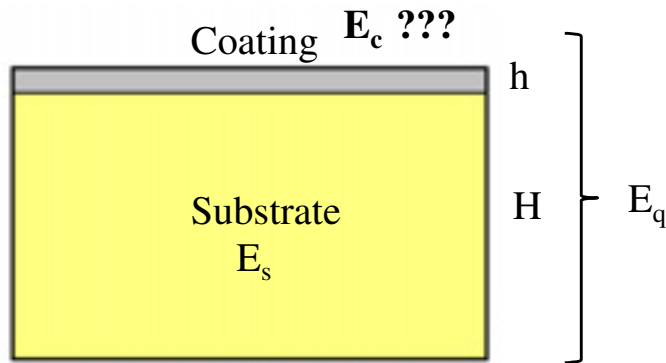 Coating E_c ???
h
Substrate
E_s
H
E_q